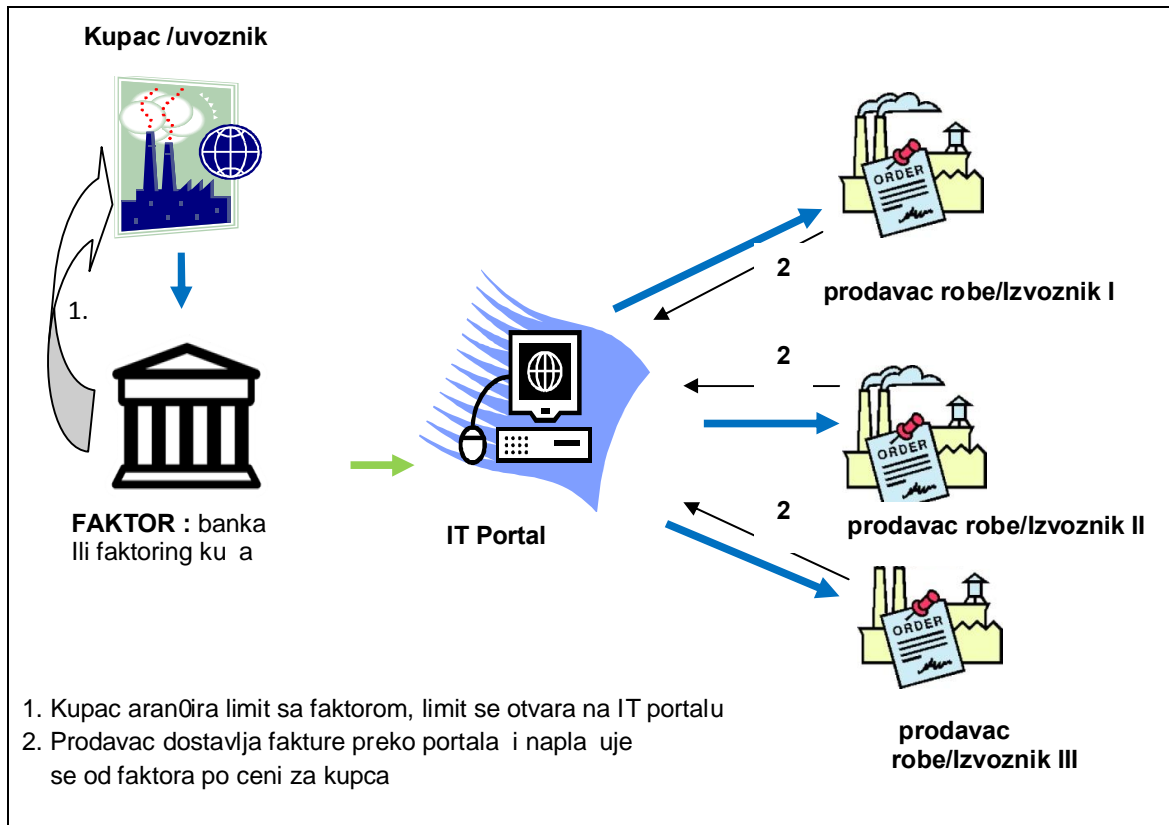 Kupac /uvoznik
ORDER
2
prodavac robe/Izvoznik I
1.
2
ORDER
FAKTOR : banka
Ili faktoring ku a
IT Portal
2
prodavac robe/Izvoznik II
ORDER
1. Kupac aran0ira limit sa faktorom, limit se otvara na IT portalu
2. Prodavac dostavlja fakture preko portala i napla uje
se od faktora po ceni za kupca
prodavac
robe/Izvoznik III